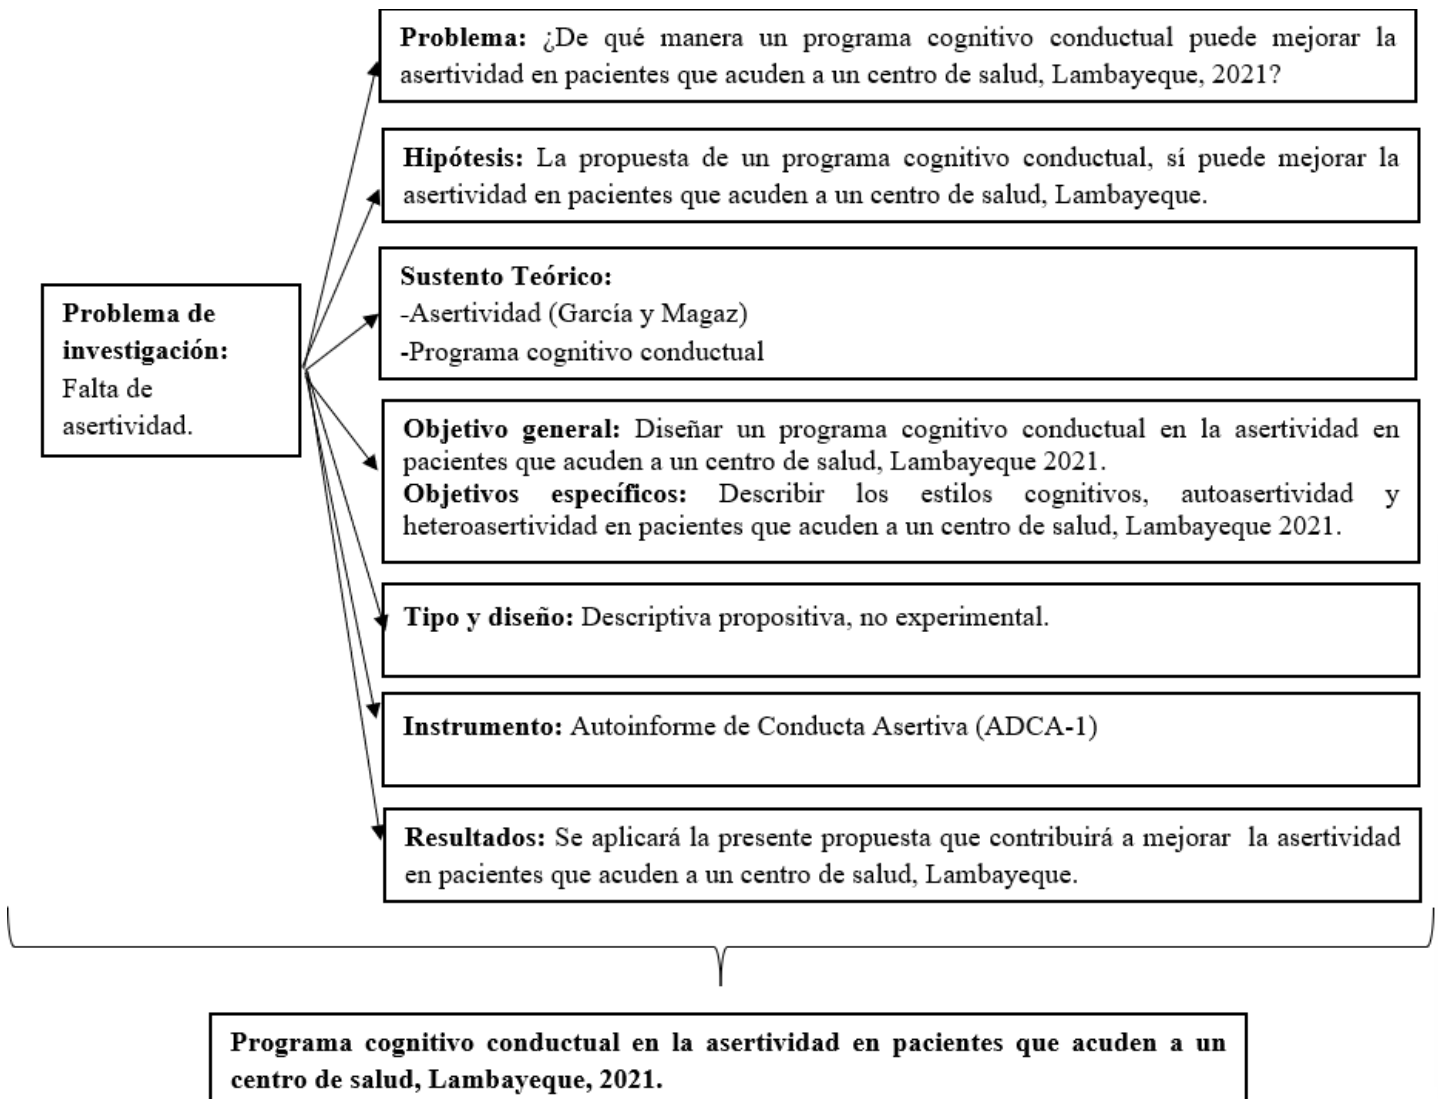 Problema: ¿De qué manera un programa cognitivo conductual puede mejorar la
asertividad en pacientes que acuden a un centro de salud, Lambayeque, 2021?
Hipótesis: La propuesta de un programa cognitivo conductual, sí puede mejorar la
asertividad en pacientes que acuden a un centro de salud, Lambayeque.
Sustento Teórico:
-Asertividad (García y Magaz)
-Programa cognitivo conductual
Problema de
investigación:
Falta de
asertividad.
Objetivo general: Diseñar un programa cognitivo conductual en la asertividad en
pacientes que acuden a un centro de salud, Lambayeque 2021.
Objetivos específicos: Describir los estilos cognitivos, autoasertividad y
heteroasertividad en pacientes que acuden a un centro de salud, Lambayeque 2021.
Tipo y diseño: Descriptiva propositiva, no experimental.
Instrumento: Autoinforme de Conducta Asertiva (ADCA-1)
Resultados: Se aplicará la presente propuesta que contribuirá a mejorar la asertividad
en pacientes que acuden a un centro de salud, Lambayeque.
Programa cognitivo conductual en la asertividad en pacientes que acuden a un
centro de salud, Lambayeque, 2021.